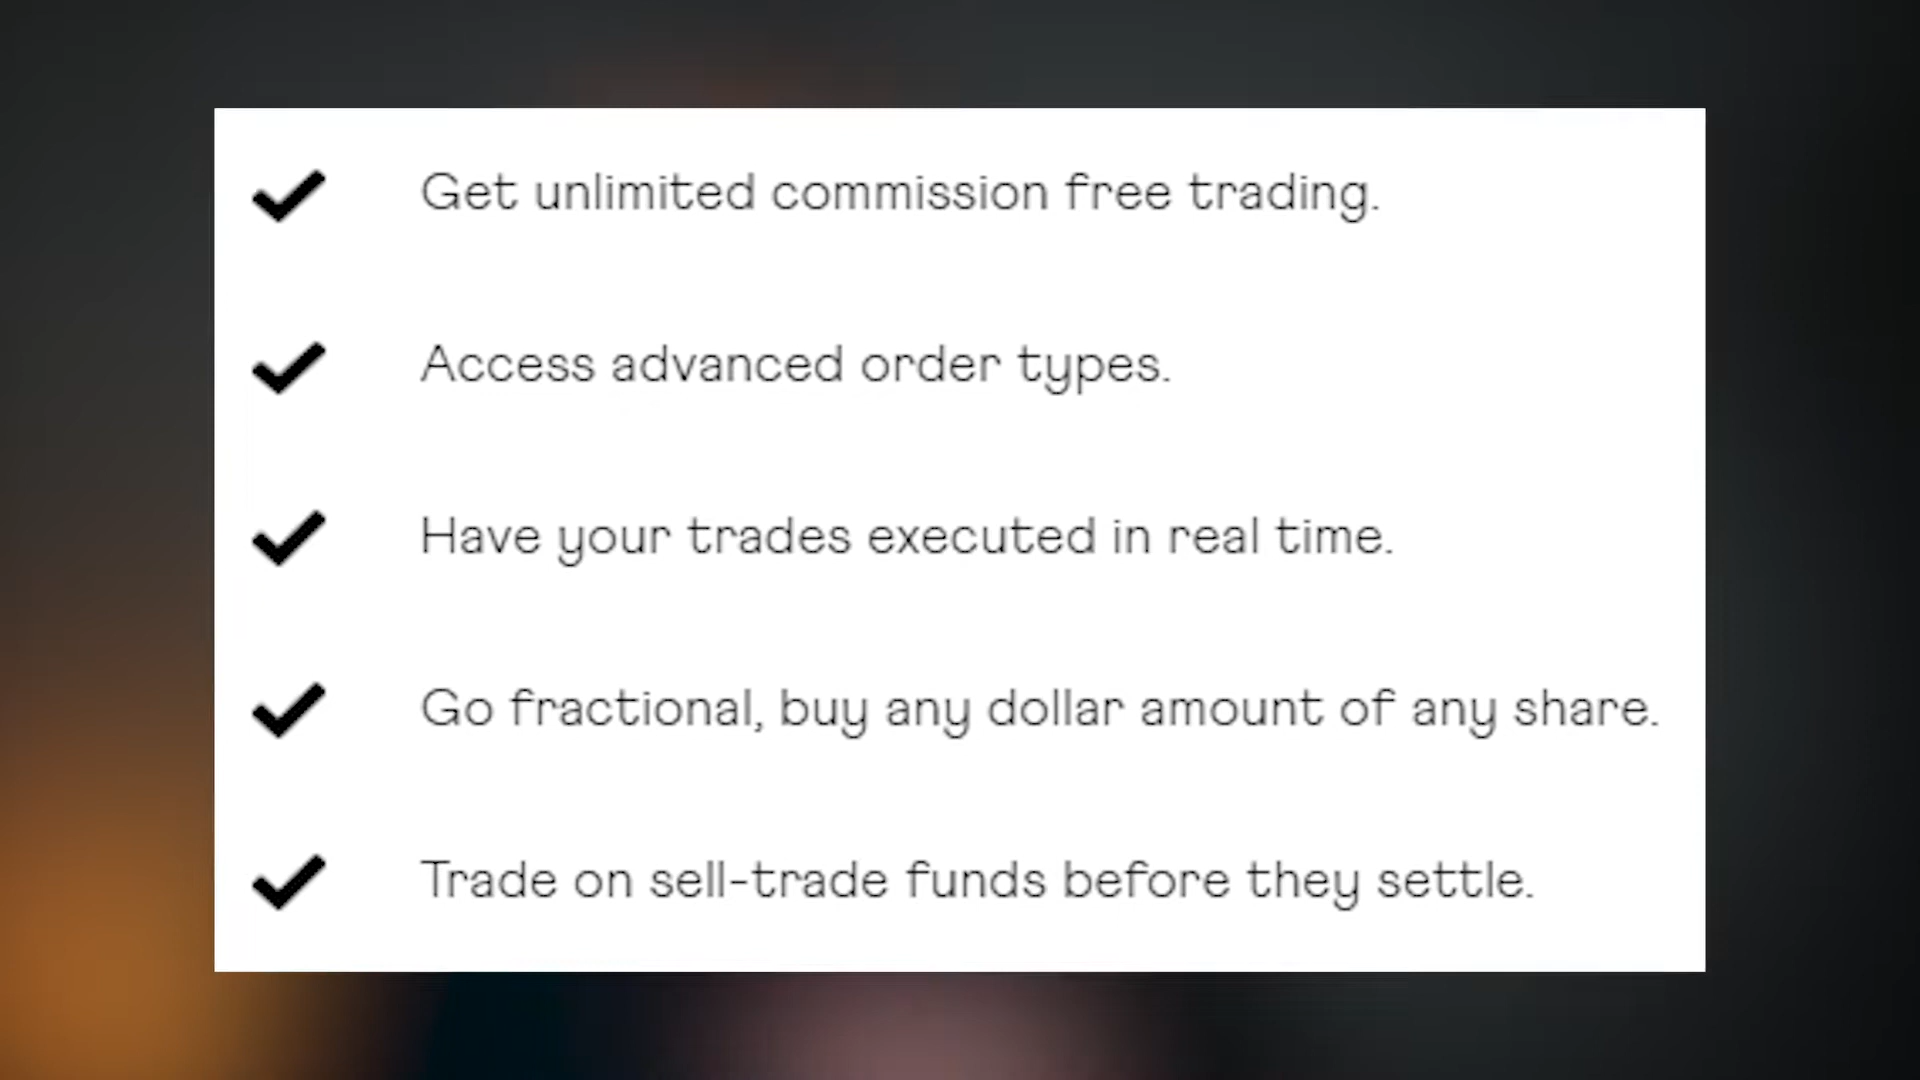 Get unlimited commission free trading.
Access advanced order types.
Have your trades executed in real time.
Go fractional, buy any dollar amount of any share.
Trade on sell-trade funds before they settle.